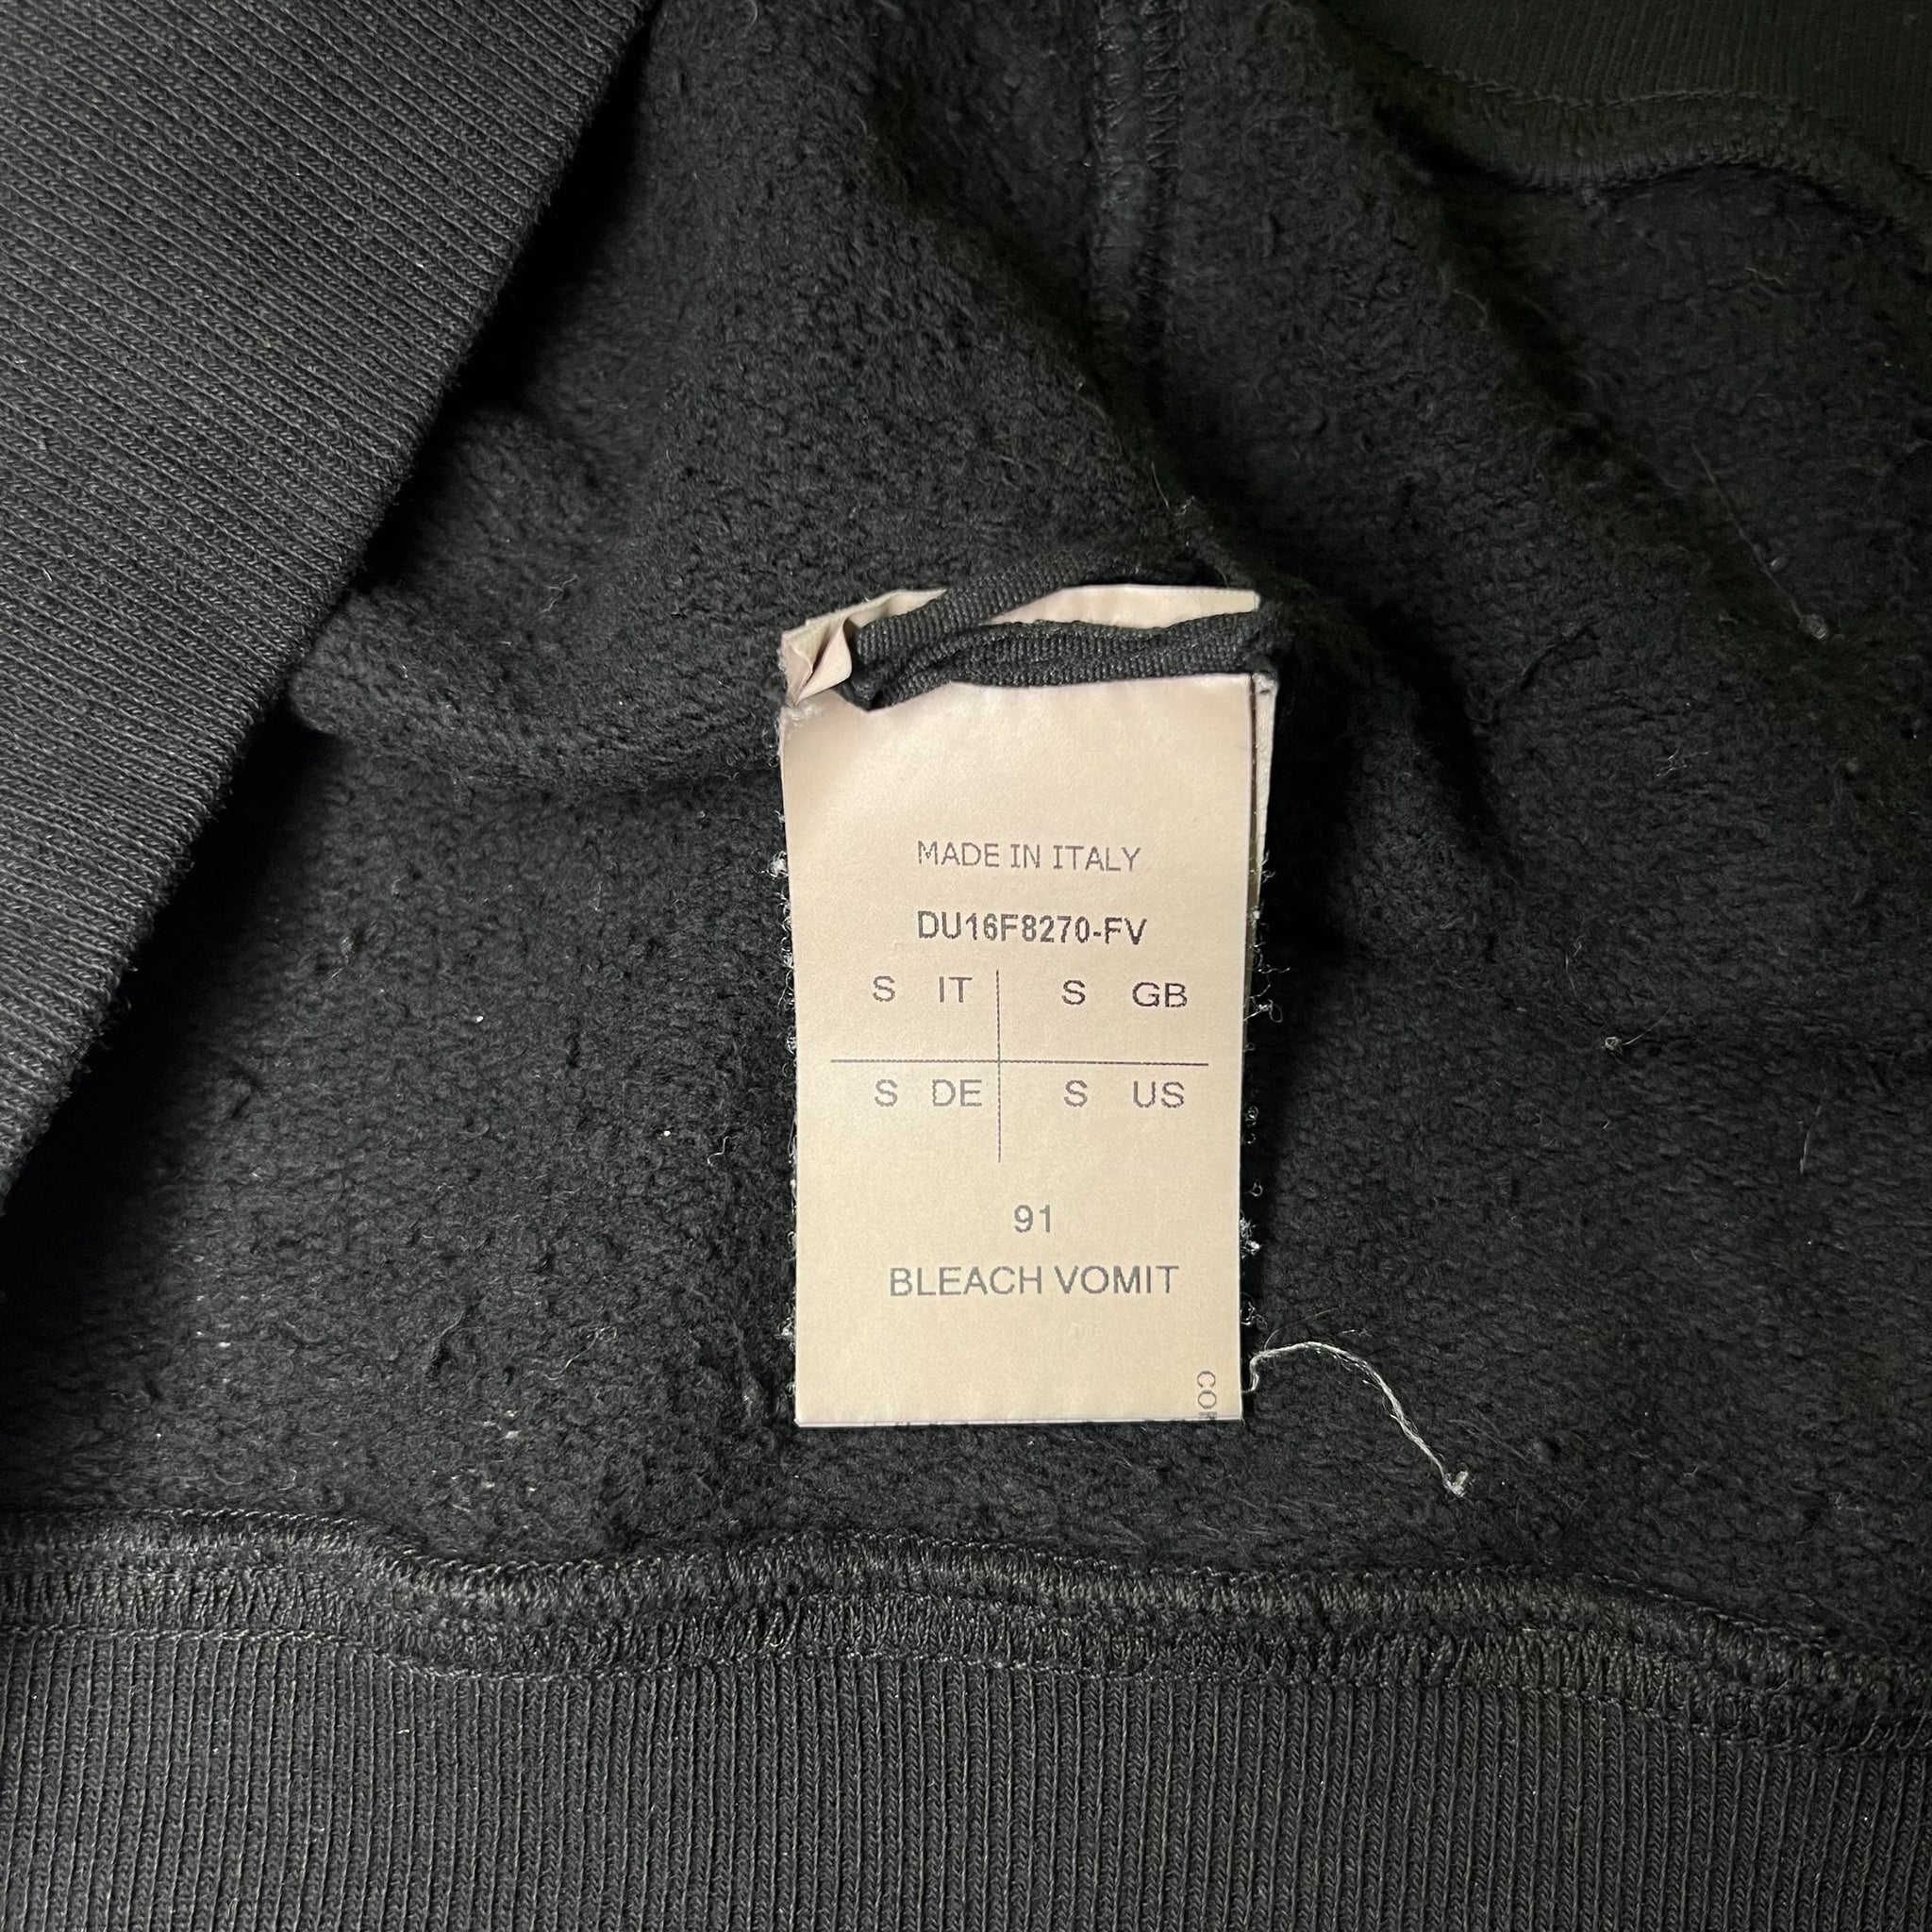 MADE IN ITALY
DU16F8270-FV
S IT S GB
S DE S US
91
BLEACH VOMIT